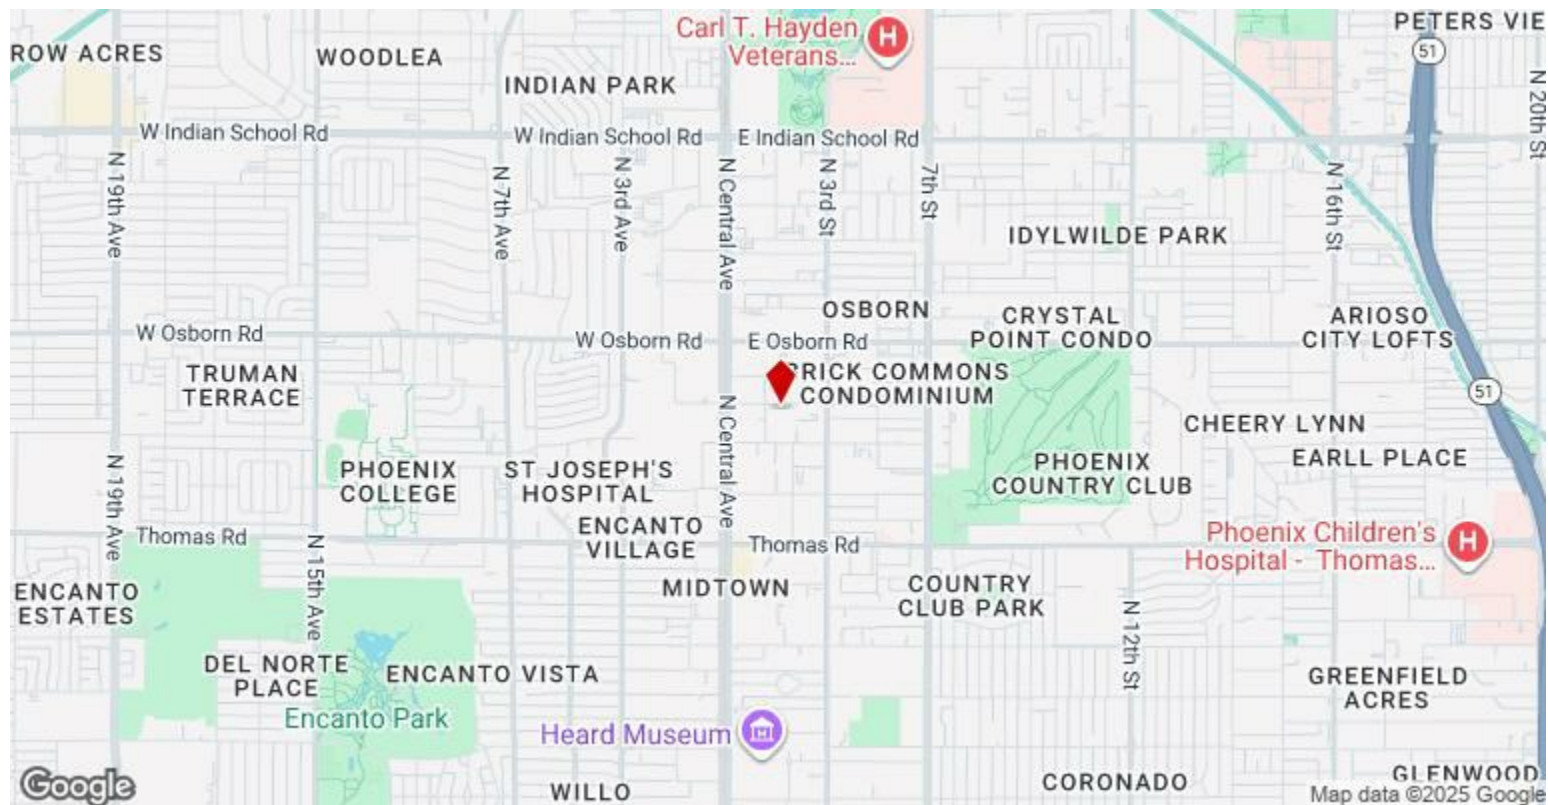 PETERS VIE
ROW ACRES
WOODLEA
Carl T. Hayden
Veterans...
H
51
INDIAN PARK
W Indian School Rd
W Indian School Rd
E Indian School Rd
N 20th St
N 19th Ave
N 7th Ave
N 3rd Ave
N Central Ave
N 3rd St
7th St
N 16th St
IDYLWILDE PARK
OSBORN
CRYSTAL
POINT CONDO
ARIOSO
CITY LOFTS
W Osborn Rd
W Osborn Rd
E Osborn Rd
TRUMAN
TERRACE
BRICK COMMONS
CONDOMINIUM
51
N Central Ave
CHEERY LYNN
EARLL PLACE
PHOENIX
COLLEGE
ST JOSEPH'S
HOSPITAL
PHOENIX
COUNTRY CLUB
N 19th Ave
ENCANTO
VILLAGE
Thomas Rd
Thomas Rd
Phoenix Children's
Hospital - Thomas...
H
N 15th Ave
MIDTOWN
COUNTRY
CLUB PARK
ENCANTO
ESTATES
N 12th St
DEL NORTE
PLACE
ENCANTO VISTA
GREENFIELD
ACRES
Encanto Park
Heard Museum
WILLO
CORONADO
GLENWOOD
Google
Map data ©2025 Google